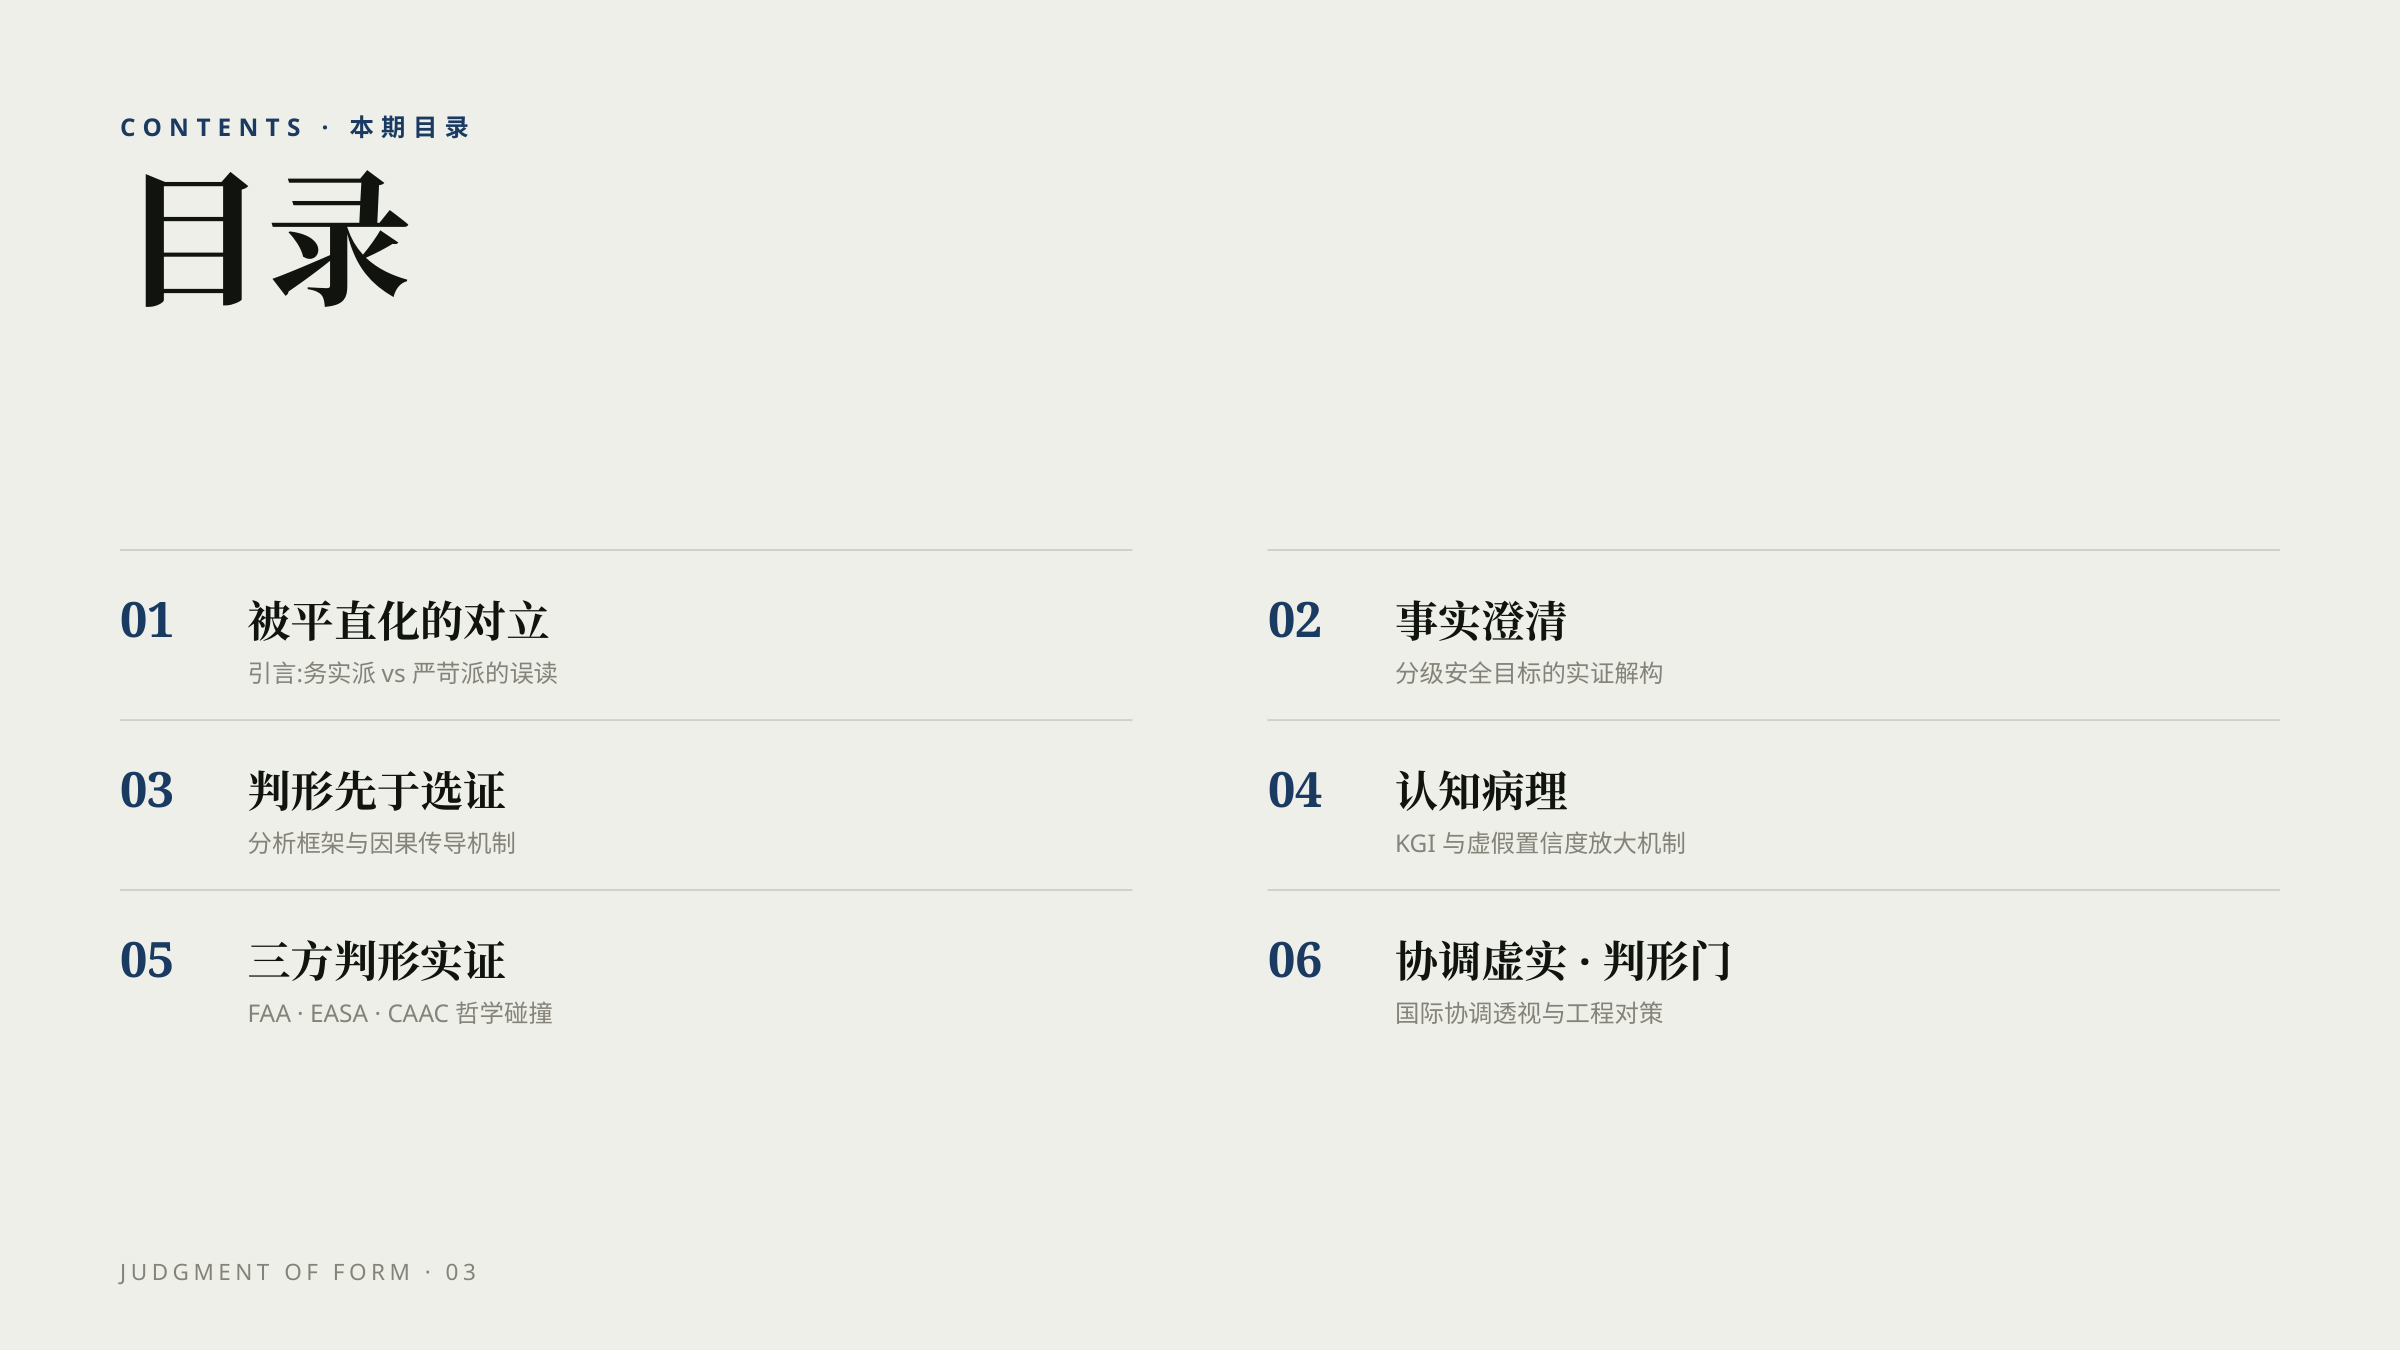 CONTENTS · 本期目录
目录
01 被平直化的对立
引言:务实派 vs 严苛派的误读
02 事实澄清
分级安全目标的实证解构
03 判形先于选证
分析框架与因果传导机制
04 认知病理
KGI 与虚假置信度放大机制
05 三方判形实证
FAA · EASA · CAAC 哲学碰撞
06 协调虚实 · 判形门
国际协调透视与工程对策
JUDGMENT OF FORM · 03